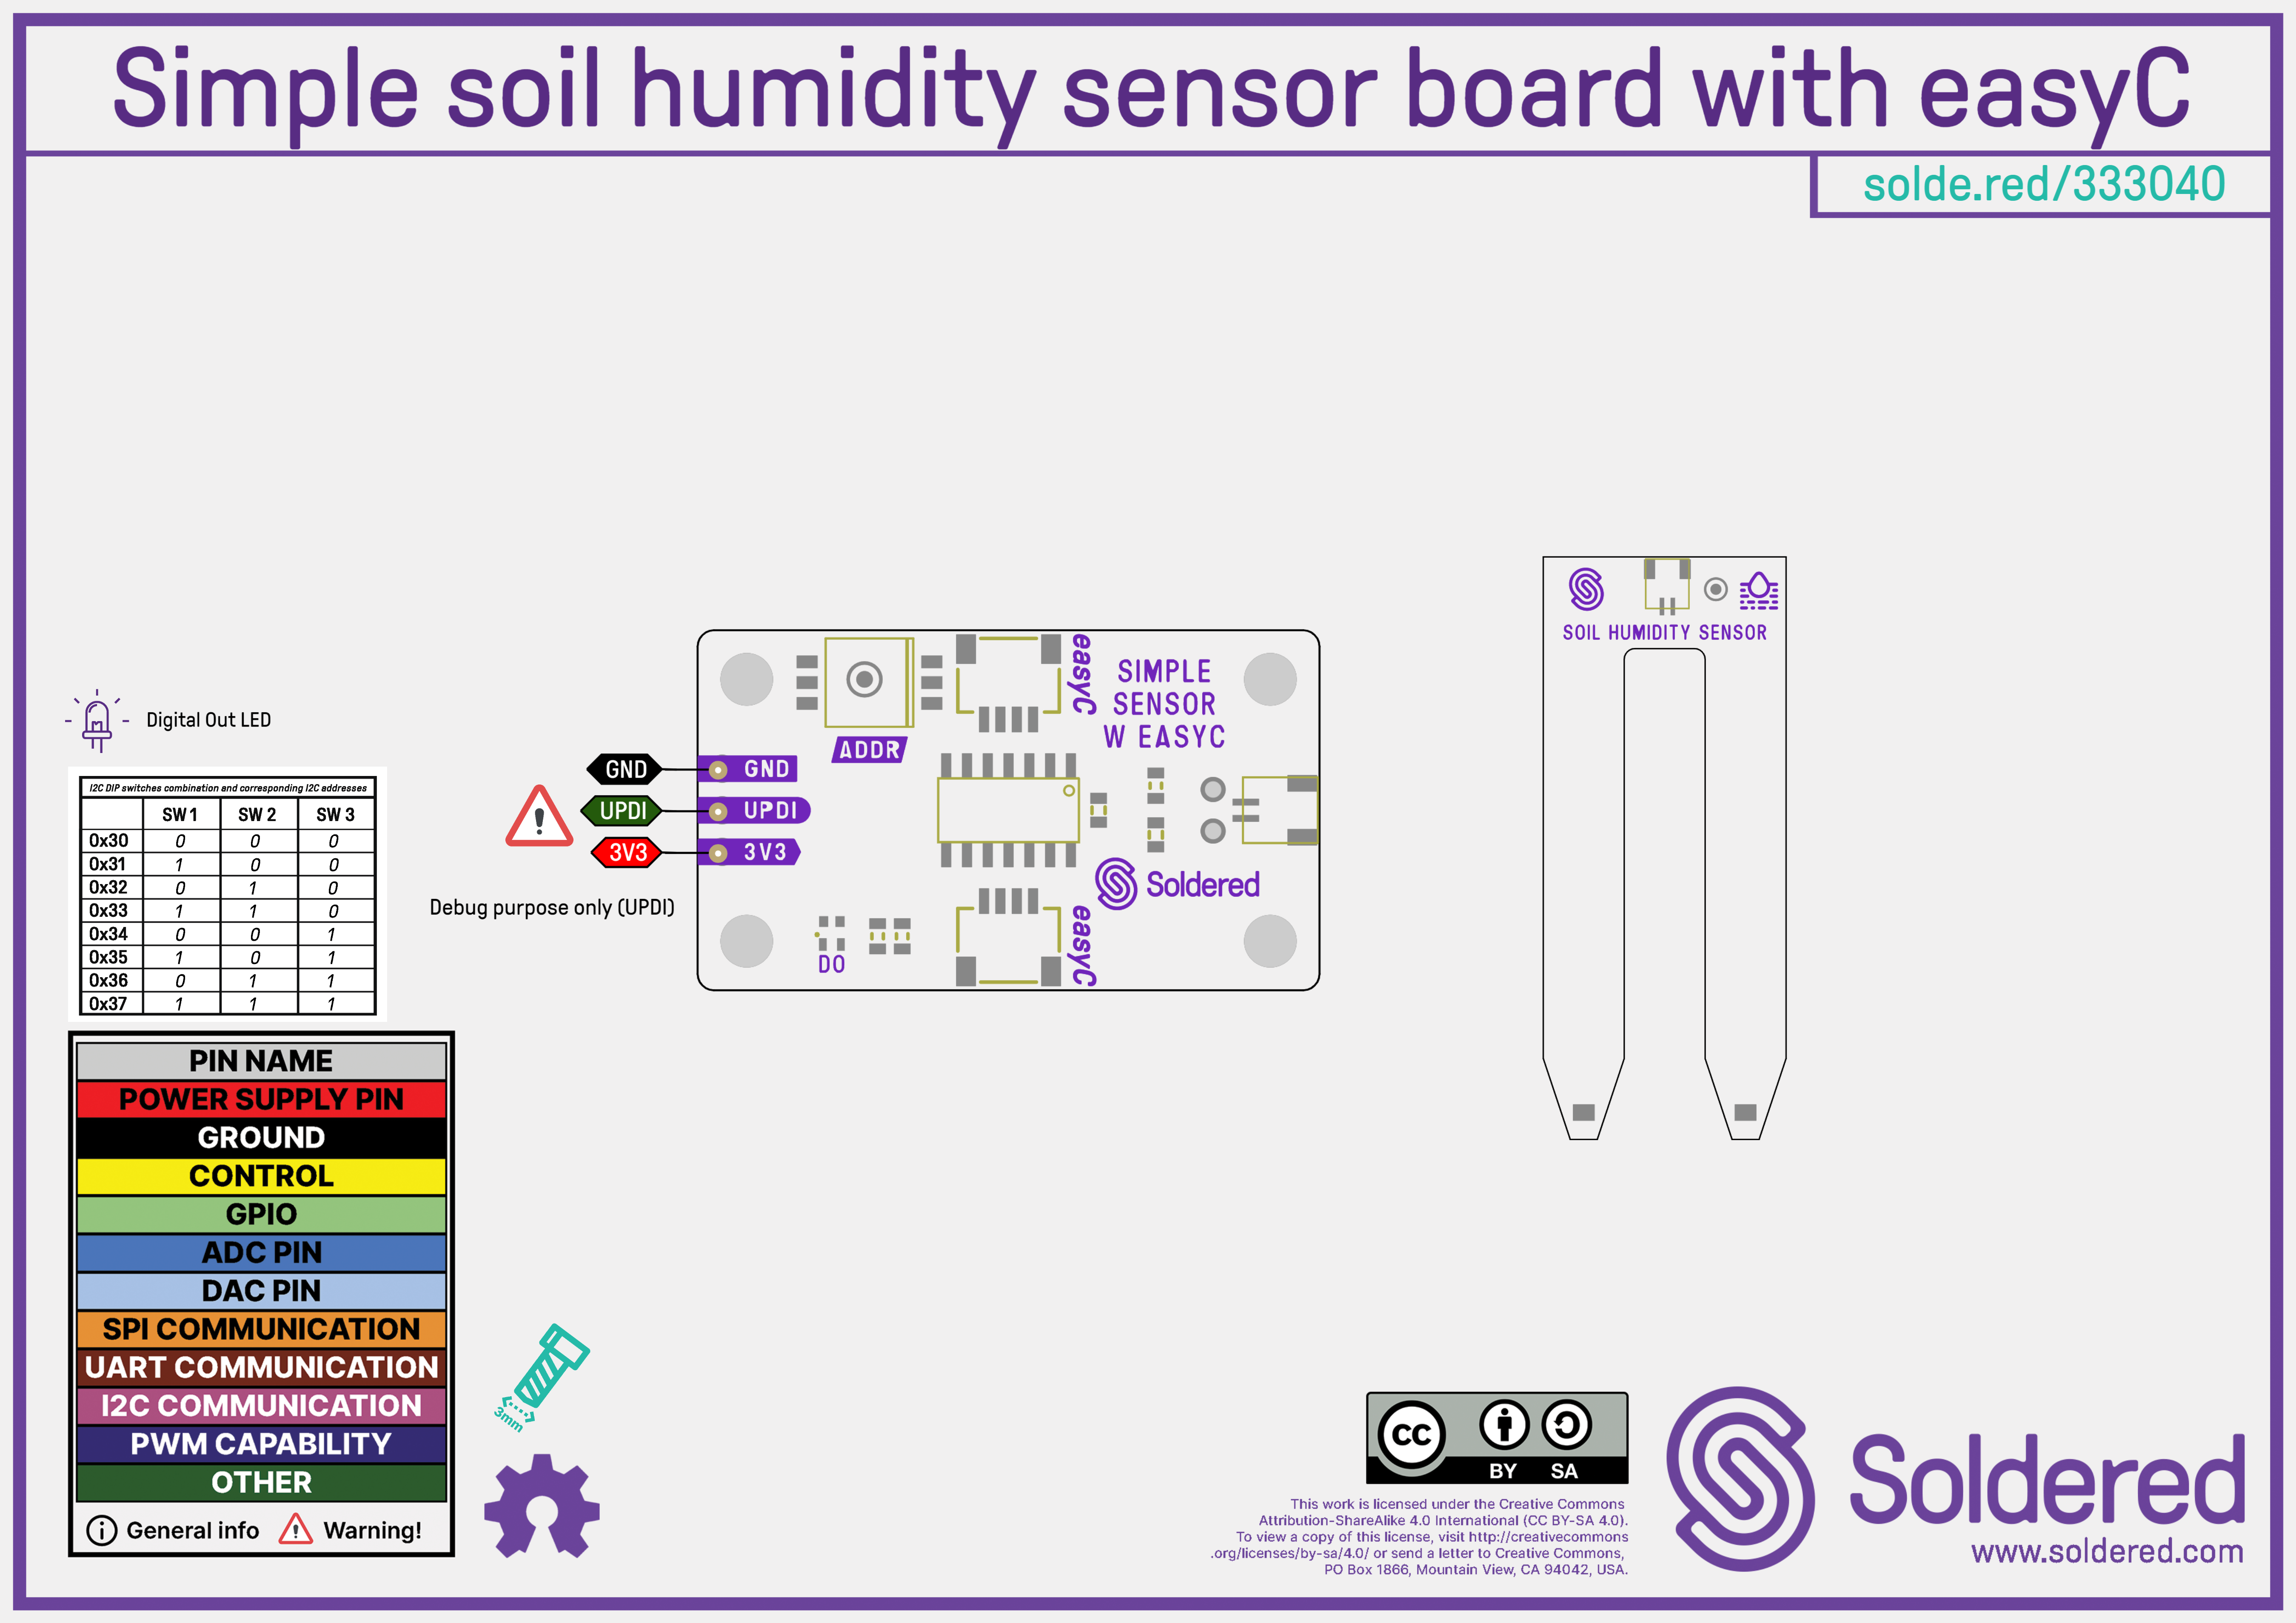 Simple soil humidity sensor board with easyC
solde.red/333040
SOIL HUMIDITY SENSOR
easyC
SIMPLE
SENSOR
W EASYC
ADDR
GND GND
UPDI UPDI
3V3 3V3
Soldered
Debug purpose only (UPDI)
easyC
DO
Digital Out LED
I2C DIP switches combination and corresponding I2C addresses
SW 1 SW 2 SW 3
0x30 0 0 0
0x31 1 0 0
0x32 0 1 0
0x33 1 1 0
0x34 0 0 1
0x35 1 0 1
0x36 0 1 1
0x37 1 1 1
PIN NAME
POWER SUPPLY PIN
GROUND
CONTROL
GPIO
ADC PIN
DAC PIN
SPI COMMUNICATION
UART COMMUNICATION
I2C COMMUNICATION
PWM CAPABILITY
OTHER
i General info ! Warning!
3mm
cc
BY SA
This work is licensed under the Creative Commons
Attribution-ShareAlike 4.0 International (CC BY-SA 4.0).
To view a copy of this license, visit http://creativecommons
.org/licenses/by-sa/4.0/ or send a letter to Creative Commons,
PO Box 1866, Mountain View, CA 94042, USA.
Soldered
www.soldered.com